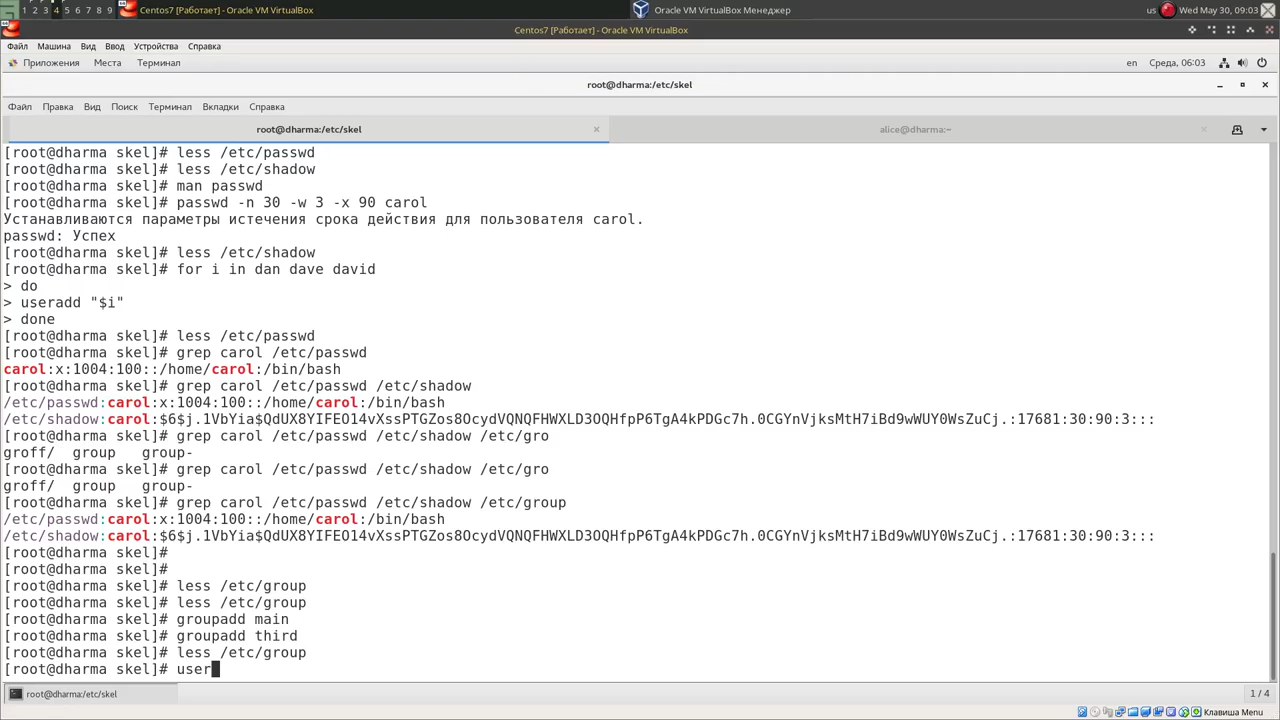 1 2 3 4 5 6 7 8 9 Centos7 [Работает] - Oracle VM VirtualBox Oracle VM VirtualBox Менеджер us Wed May 30, 09:03
Centos7 [Работает] - Oracle VM VirtualBox
Файл Машина Вид Ввод Устройства Справка
Приложения Места Терминал en Среда, 06:03
root@dharma:/etc/skel
Файл Правка Вид Поиск Терминал Вкладки Справка
root@dharma:/etc/skel alice@dharma:~
[root@dharma skel]# less /etc/passwd
[root@dharma skel]# less /etc/shadow
[root@dharma skel]# man passwd
[root@dharma skel]# passwd -n 30 -w 3 -x 90 carol
Устанавливаются параметры истечения срока действия для пользователя carol.
passwd: Успех
[root@dharma skel]# less /etc/shadow
[root@dharma skel]# for i in dan dave david
> do
> useradd "$i"
> done
[root@dharma skel]# less /etc/passwd
[root@dharma skel]# grep carol /etc/passwd
carol:x:1004:100::/home/carol:/bin/bash
[root@dharma skel]# grep carol /etc/passwd /etc/shadow
/etc/passwd:carol:x:1004:100::/home/carol:/bin/bash
/etc/shadow:carol:$6$j.1VbYia$QdUX8YIFEO14vXssPTGZos8OcydVQNQFHWXLD3OQHfpP6TgA4kPDGc7h.0CGYnVjksMtH7iBd9wWUY0WsZuCj.:17681:30:90:3:::
[root@dharma skel]# grep carol /etc/passwd /etc/shadow /etc/gro
groff/ group group-
[root@dharma skel]# grep carol /etc/passwd /etc/shadow /etc/gro
groff/ group group-
[root@dharma skel]# grep carol /etc/passwd /etc/shadow /etc/group
/etc/passwd:carol:x:1004:100::/home/carol:/bin/bash
/etc/shadow:carol:$6$j.1VbYia$QdUX8YIFEO14vXssPTGZos8OcydVQNQFHWXLD3OQHfpP6TgA4kPDGc7h.0CGYnVjksMtH7iBd9wWUY0WsZuCj.:17681:30:90:3:::
[root@dharma skel]#
[root@dharma skel]#
[root@dharma skel]# less /etc/group
[root@dharma skel]# less /etc/group
[root@dharma skel]# groupadd main
[root@dharma skel]# groupadd third
[root@dharma skel]# less /etc/group
[root@dharma skel]# user
root@dharma:/etc/skel 1 / 4
Клавиша Menu